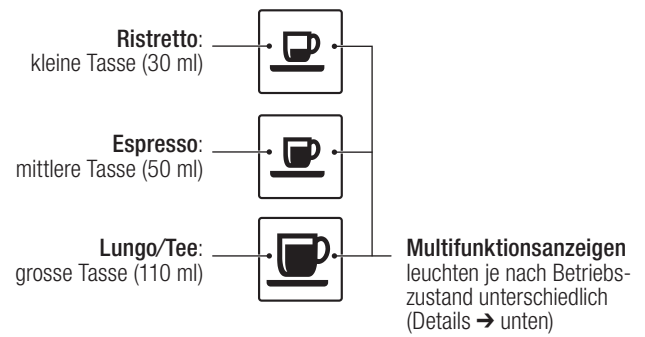 Ristretto:
kleine Tasse (30 ml)
Espresso:
mittlere Tasse (50 ml)
Lungo/Tee:
grosse Tasse (110 ml)
Multifunktionsanzeigen
leuchten je nach Betriebs-
zustand unterschiedlich
(Details ➔ unten)